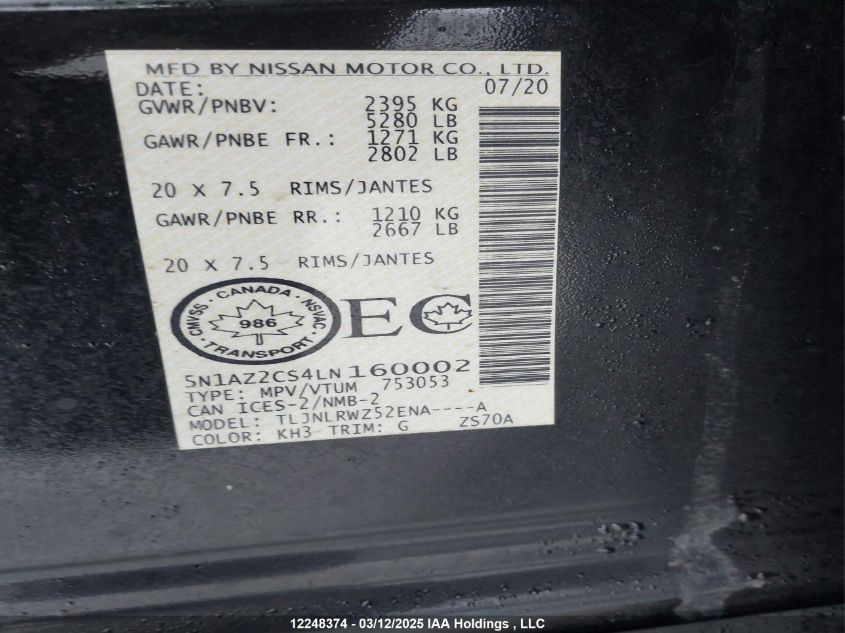 MFD BY NISSAN MOTOR CO., LTD.
DATE: 07/20
GVWR/PNBV: 2395 KG
5280 LB
GAWR/PNBE FR.: 1271 KG
2802 LB
20 X 7.5 RIMS/JANTES
GAWR/PNBE RR.: 1210 KG
2667 LB
20 X 7.5 RIMS/JANTES
CMVSS · CANADA · NSVAC · TRANSPORT ·
986
EC
5N1AZ2CS4LN160002
TYPE: MPV/VTUM 753053
CAN ICES-2/NMB-2
MODEL: TLJNLRWZ52ENA----A
COLOR: KH3 TRIM: G ZS70A
12248374 - 03/12/2025 IAA Holdings , LLC